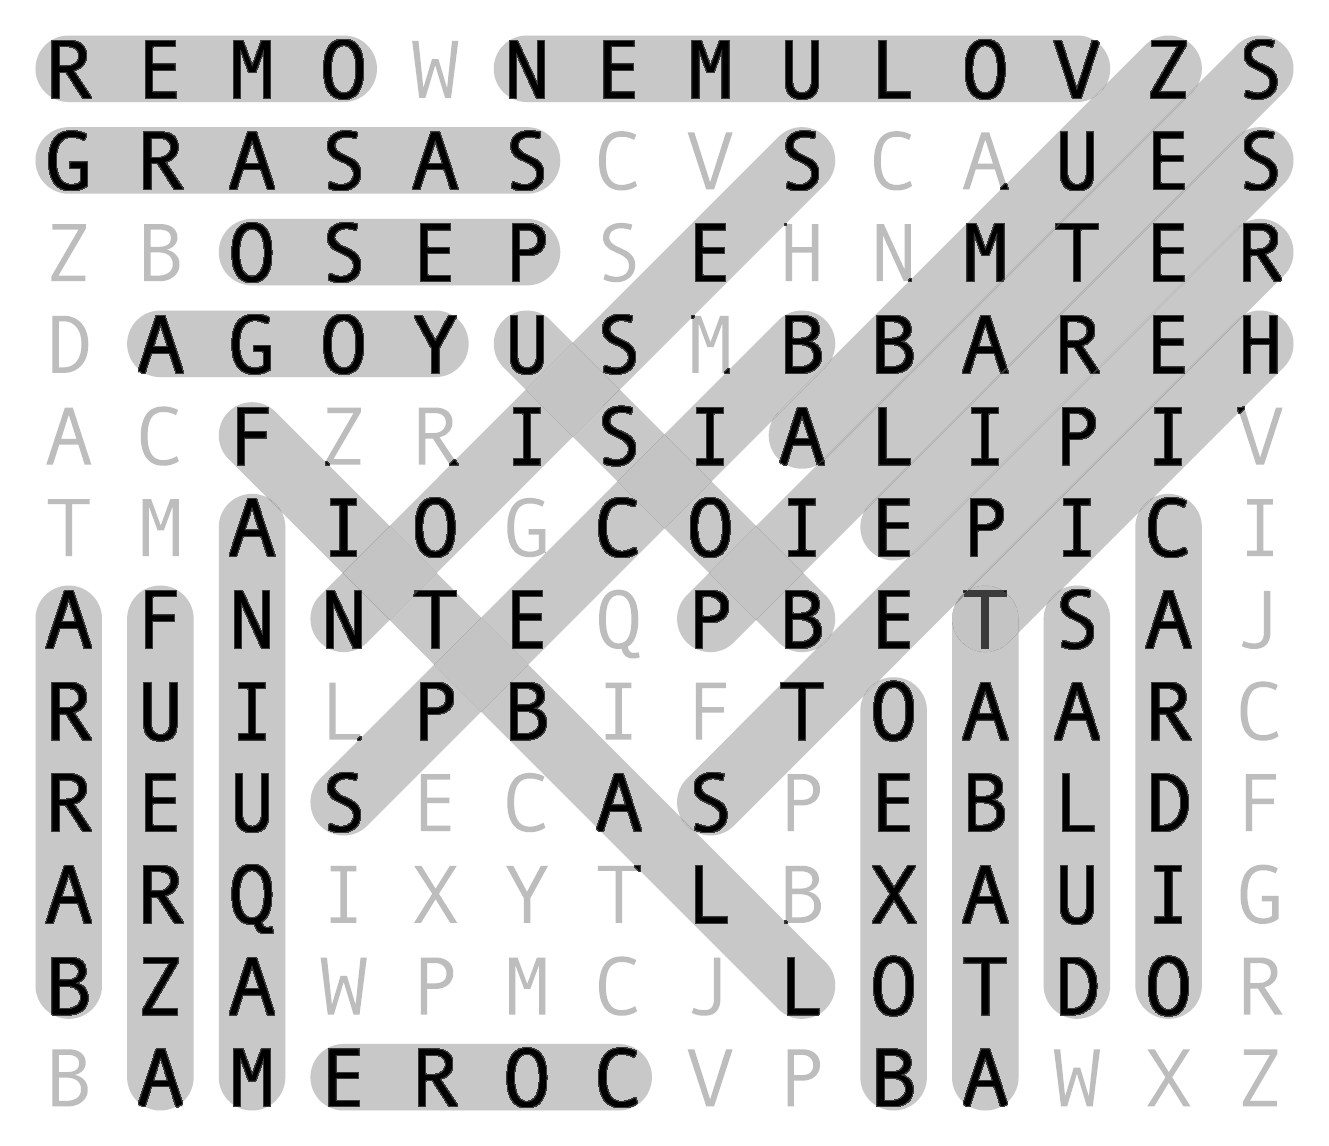 R E M O W N E M U L O V Z S
G R A S A S C V S C A U E S
Z B O S E P S E H N M T E R
D A G O Y U S M B B A R E H
A C F Z R I S I A L I P I V
T M A I O G C O I E P I C I
A F N N T E Q P B E T S A J
R U I L P B I F T O A A R C
R E U S E C A S P E B L D F
A R Q I X Y T L B X A U I G
B Z A W P M C J L O T D O R
B A M E R O C V P B A W X Z